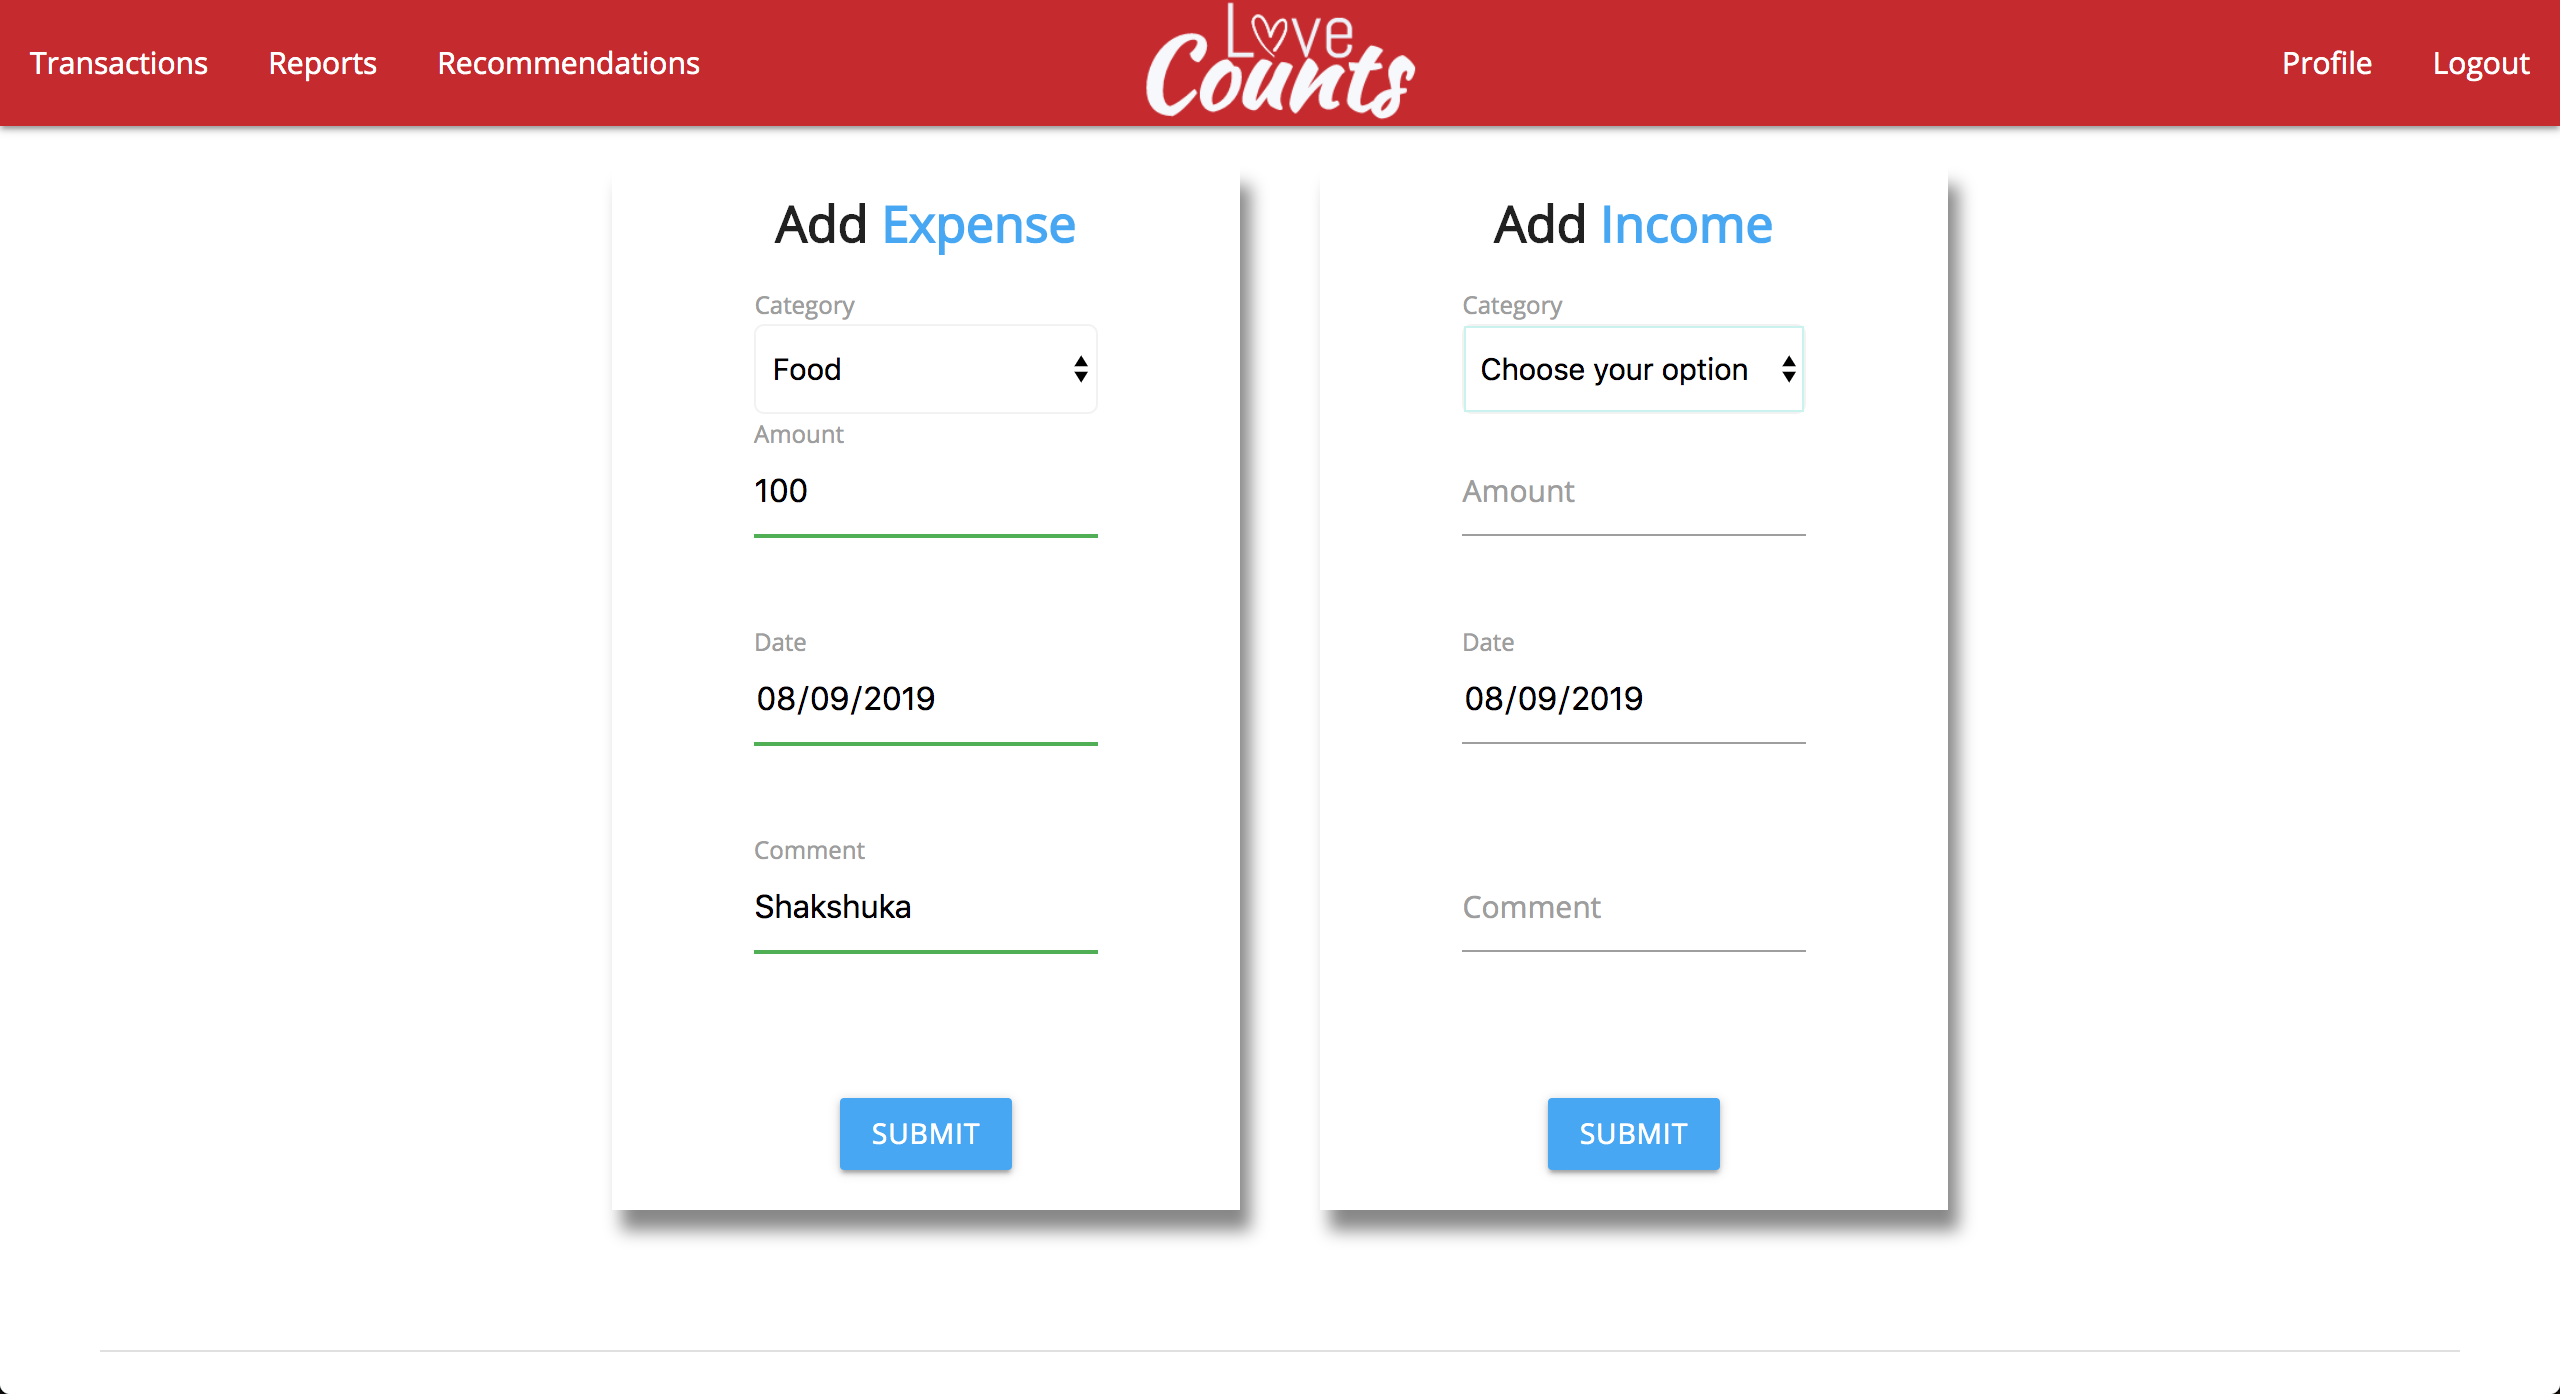 Transactions
Reports
Recommendations
Love
Counts
Profile
Logout
Add Expense
Category
Food
Amount
100
Date
08/09/2019
Comment
Shakshuka
SUBMIT
Add Income
Category
Choose your option
Amount
Date
08/09/2019
Comment
SUBMIT